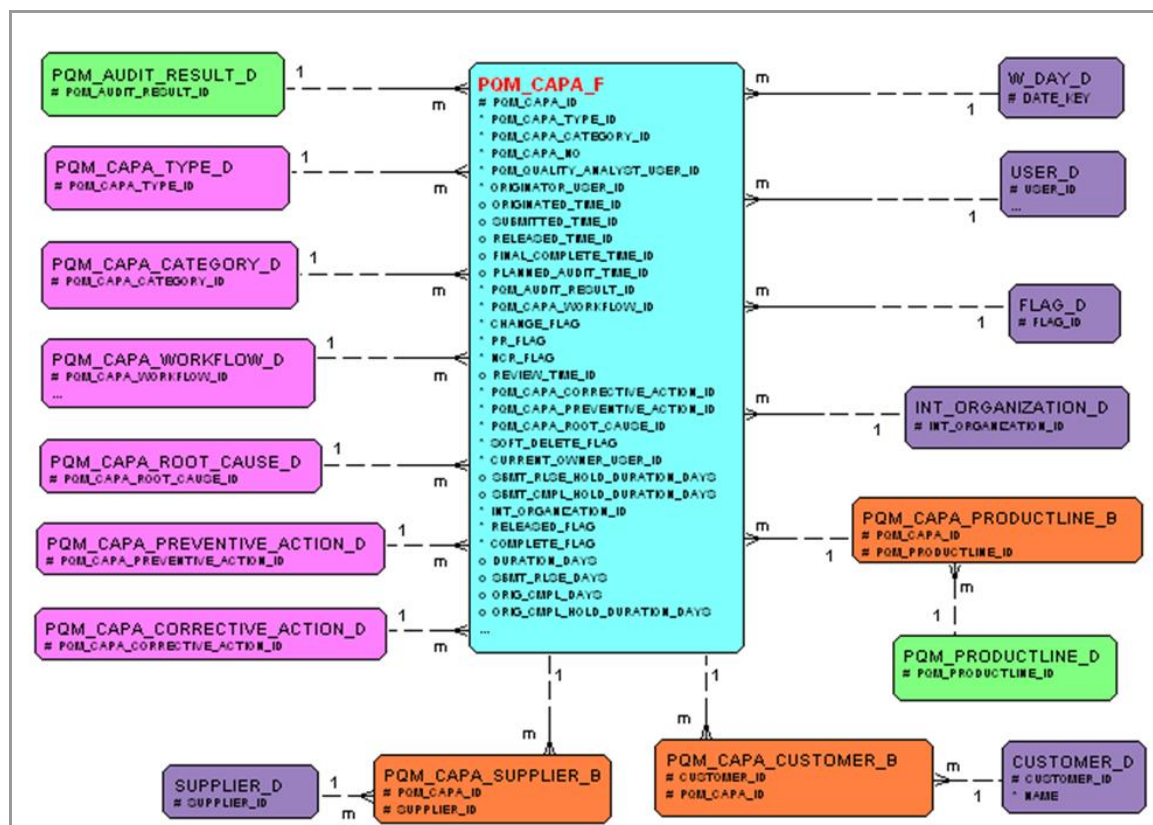 PQM_AUDIT_RESULT_D
# PQM_AUDIT_RESULT_ID
1
m
PQM_CAPA_TYPE_D
# PQM_CAPA_TYPE_ID
1
m
PQM_CAPA_CATEGORY_D
# PQM_CAPA_CATEGORY_ID
1
m
PQM_CAPA_WORKFLOW_D
# PQM_CAPA_WORKFLOW_ID
...
1
m
PQM_CAPA_ROOT_CAUSE_D
# PQM_CAPA_ROOT_CAUSE_ID
1
m
PQM_CAPA_PREVENTIVE_ACTION_D
# PQM_CAPA_PREVENTIVE_ACTION_ID
1
m
PQM_CAPA_CORRECTIVE_ACTION_D
# PQM_CAPA_CORRECTIVE_ACTION_ID
1
m
PQM_CAPA_F
# PQM_CAPA_ID
* PQM_CAPA_TYPE_ID
* PQM_CAPA_CATEGORY_ID
* PQM_CAPA_NO
* PQM_QUALITY_ANALYST_USER_ID
* ORIGINATOR_USER_ID
o ORIGINATED_TIME_ID
o SUBMITTED_TIME_ID
o RELEASED_TIME_ID
o FINAL_COMPLETE_TIME_ID
o PLANNED_AUDIT_TIME_ID
* PQM_AUDIT_RESULT_ID
* PQM_CAPA_WORKFLOW_ID
* CHANGE_FLAG
* PR_FLAG
* NCR_FLAG
o REVIEW_TIME_ID
* PQM_CAPA_CORRECTIVE_ACTION_ID
* PQM_CAPA_PREVENTIVE_ACTION_ID
* PQM_CAPA_ROOT_CAUSE_ID
* SOFT_DELETE_FLAG
* CURRENT_OWNER_USER_ID
o SBMT_RLSE_HOLD_DURATION_DAYS
o SBMT_CMPL_HOLD_DURATION_DAYS
* INT_ORGANIZATION_ID
* RELEASED_FLAG
* COMPLETE_FLAG
o DURATION_DAYS
o SBMT_RLSE_DAYS
o ORIG_CMPL_DAYS
o ORIG_CMPL_HOLD_DURATION_DAYS
...
m
1
W_DAY_D
# DATE_KEY
m
1
USER_D
# USER_ID
...
m
1
FLAG_D
# FLAG_ID
m
1
INT_ORGANIZATION_D
# INT_ORGANIZATION_ID
m
1
PQM_CAPA_PRODUCTLINE_B
# PQM_CAPA_ID
# PQM_PRODUCTLINE_ID
m
1
PQM_PRODUCTLINE_D
# PQM_PRODUCTLINE_ID
1
m
1
m
SUPPLIER_D
# SUPPLIER_ID
1
m
PQM_CAPA_SUPPLIER_B
# PQM_CAPA_ID
# SUPPLIER_ID
PQM_CAPA_CUSTOMER_B
# CUSTOMER_ID
# PQM_CAPA_ID
m
1
CUSTOMER_D
# CUSTOMER_ID
* NAME